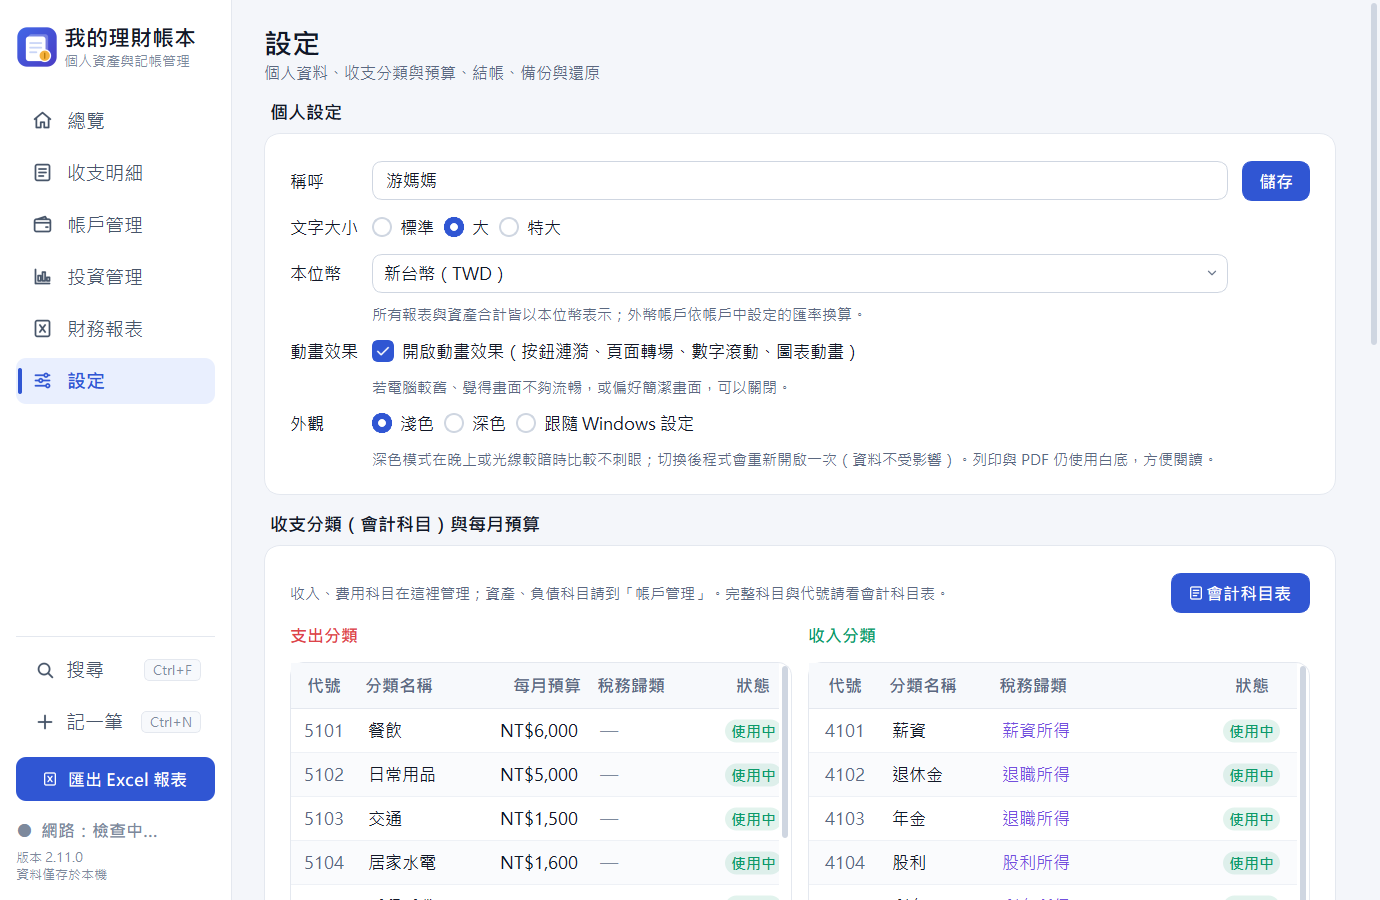 我的理財帳本
個人資產與記帳管理
總覽
收支明細
帳戶管理
投資管理
財務報表
設定
搜尋 Ctrl+F
記一筆 Ctrl+N
匯出 Excel 報表
網路：檢查中...
版本 2.11.0
資料僅存於本機
設定
個人資料、收支分類與預算、結帳、備份與還原
個人設定
稱呼 游媽媽 儲存
文字大小 標準 大 特大
本位幣 新台幣（TWD）
所有報表與資產合計皆以本位幣表示；外幣帳戶依帳戶中設定的匯率換算。
動畫效果 開啟動畫效果（按鈕漣漪、頁面轉場、數字滾動、圖表動畫）
若電腦較舊、覺得畫面不夠流暢，或偏好簡潔畫面，可以關閉。
外觀 淺色 深色 跟隨 Windows 設定
深色模式在晚上或光線較暗時比較不刺眼；切換後程式會重新開啟一次（資料不受影響）。列印與 PDF 仍使用白底，方便閱讀。
收支分類（會計科目）與每月預算
收入、費用科目在這裡管理；資產、負債科目請到「帳戶管理」。完整科目與代號請看會計科目表。 會計科目表
支出分類
代號 分類名稱 每月預算 稅務歸類 狀態
5101 餐飲 NT$6,000 — 使用中
5102 日常用品 NT$5,000 — 使用中
5103 交通 NT$1,500 — 使用中
5104 居家水電 NT$1,600 — 使用中
收入分類
代號 分類名稱 稅務歸類 狀態
4101 薪資 薪資所得 使用中
4102 退休金 退職所得 使用中
4103 年金 退職所得 使用中
4104 股利 股利所得 使用中